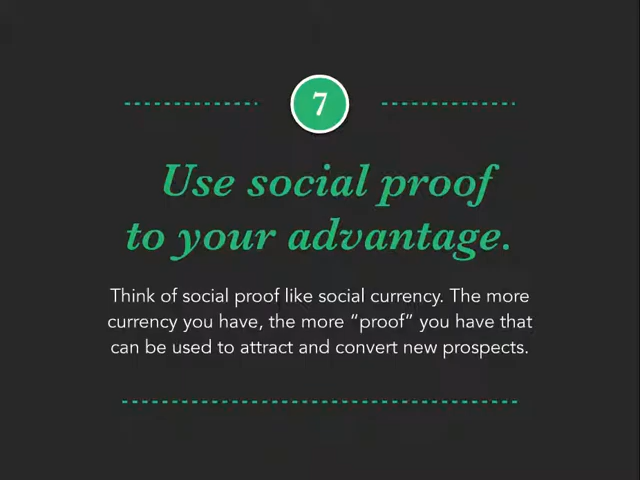 7
Use social proof
to your advantage.
Think of social proof like social currency. The more
currency you have, the more “proof” you have that
can be used to attract and convert new prospects.